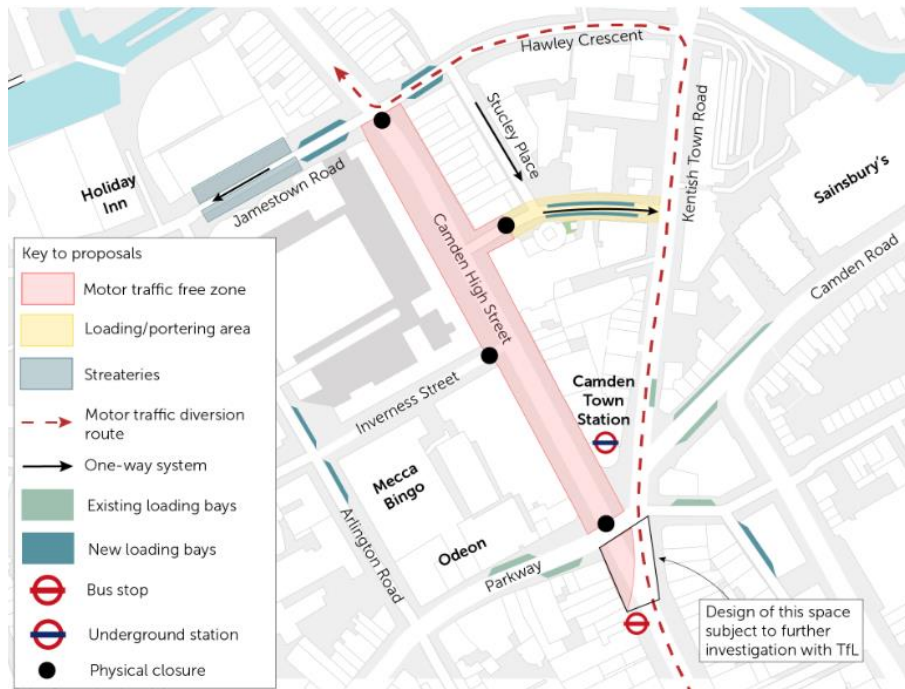 Hawley Crescent
Stucley Place
Kentish Town Road
Sainsbury's
Holiday
Inn
Jamestown Road
Camden High Street
Camden Road
Key to proposals
Motor traffic free zone
Loading/portering area
Streateries
Motor traffic diversion
route
One-way system
Existing loading bays
New loading bays
Bus stop
Underground station
Physical closure
Inverness Street
Camden
Town
Station
Mecca
Bingo
Odeon
Arlington Road
Parkway
Design of this space
subject to further
investigation with TfL